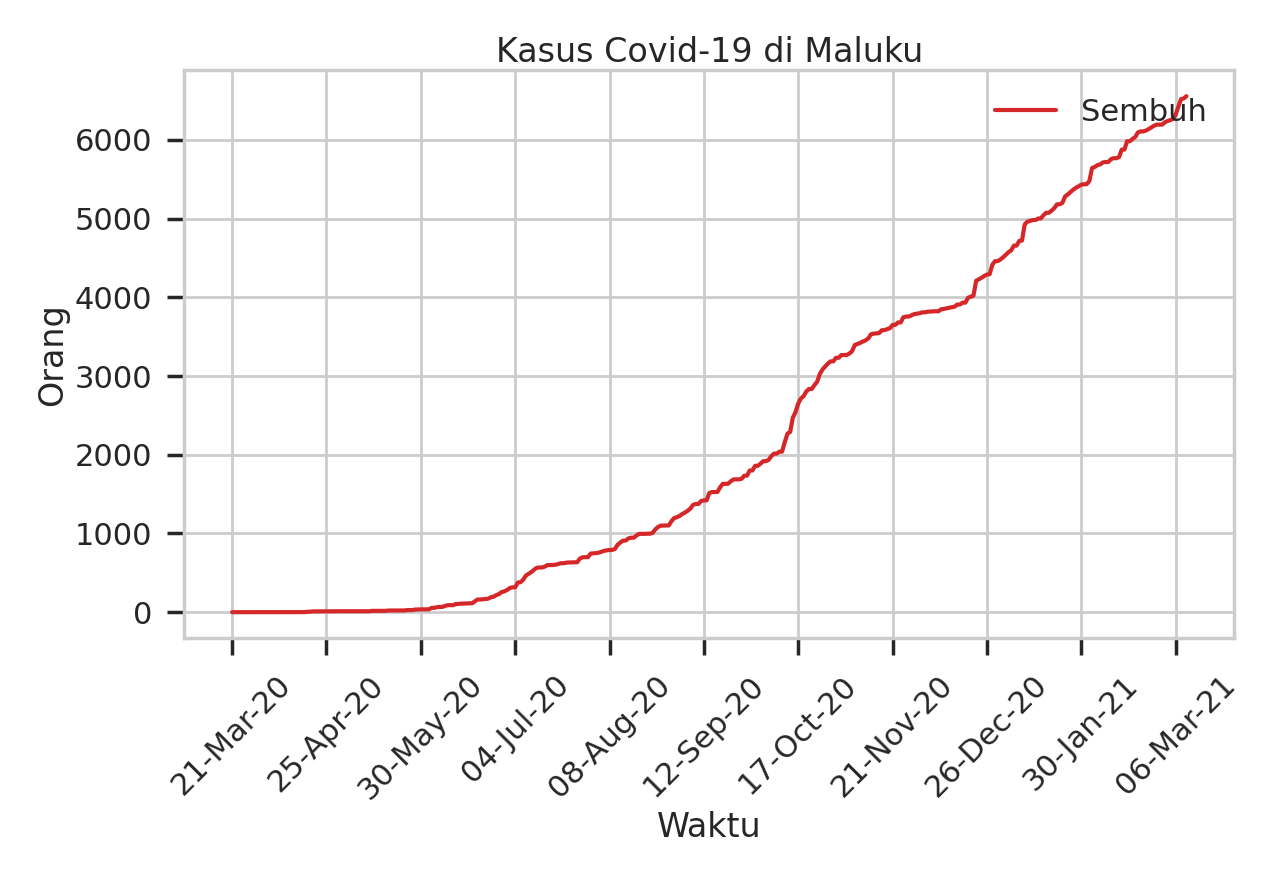 Kasus Covid-19 di Maluku
Sembuh
6000
5000
4000
3000
2000
1000
0
Orang
21-Mar-20
25-Apr-20
30-May-20
04-Jul-20
08-Aug-20
12-Sep-20
17-Oct-20
21-Nov-20
26-Dec-20
30-Jan-21
06-Mar-21
Waktu